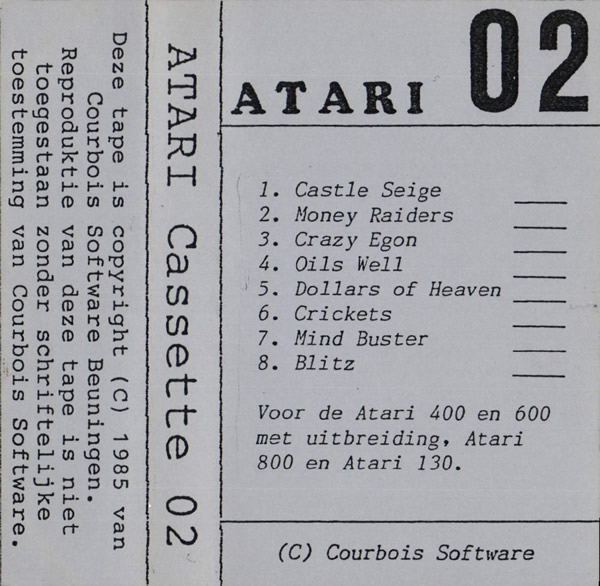 Deze tape is copyright (C) 1985 van
Courbois Software Beuningen.
Reproduktie van deze tape is niet
toegestaan zonder schriftelijke
toestemming van Courbois Software.
ATARI Cassette 02
ATARI 02
1. Castle Seige
2. Money Raiders
3. Crazy Egon
4. Oils Well
5. Dollars of Heaven
6. Crickets
7. Mind Buster
8. Blitz
Voor de Atari 400 en 600
met uitbreiding, Atari
800 en Atari 130.
(C) Courbois Software